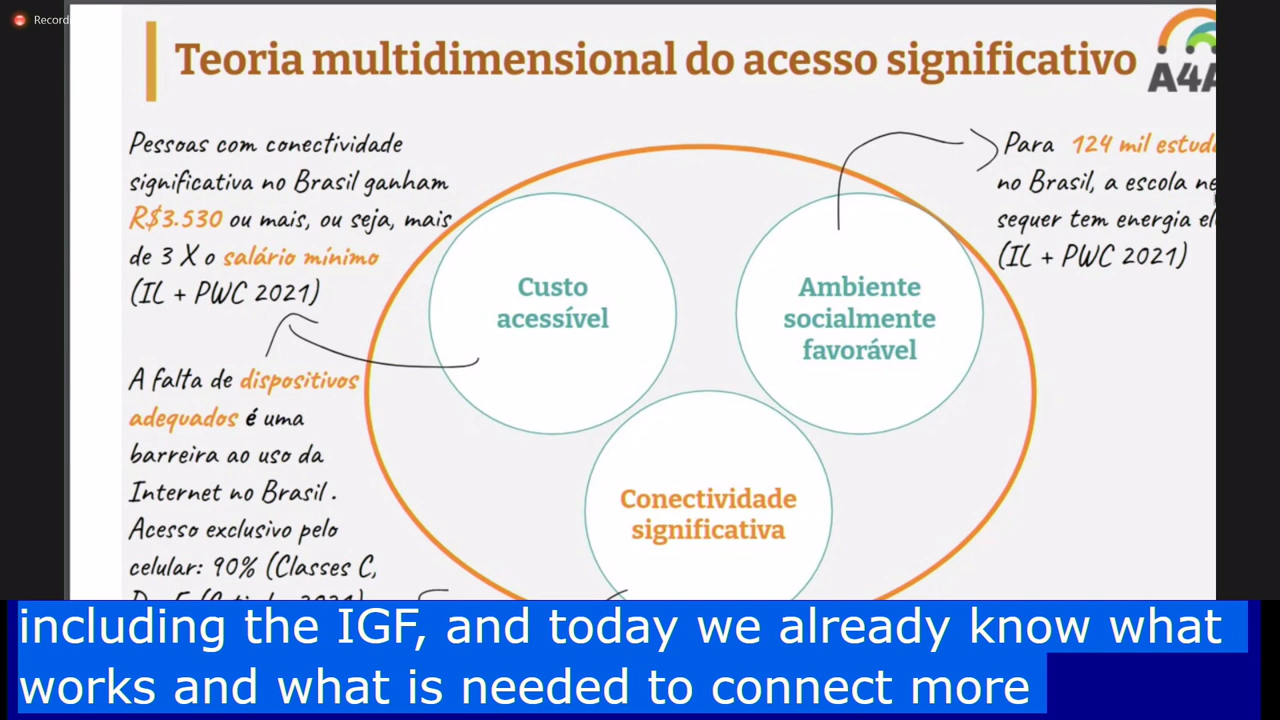 Teoria multidimensional do acesso significativo
Pessoas com conectividade
significativa no Brasil ganham
R$3.530 ou mais, ou seja, mais
de 3 X o salário mínimo
(IL + PWC 2021)
A falta de dispositivos
adequados é uma
barreira ao uso da
Internet no Brasil.
Acesso exclusivo pelo
celular: 90% (Classes C,
Custo
acessível
Ambiente
socialmente
favorável
Conectividade
significativa
Para 124 mil
no Brasil, a escola
sequer tem energia
(IL + PWC 2021)
including the IGF, and today we already know what
works and what is needed to connect more